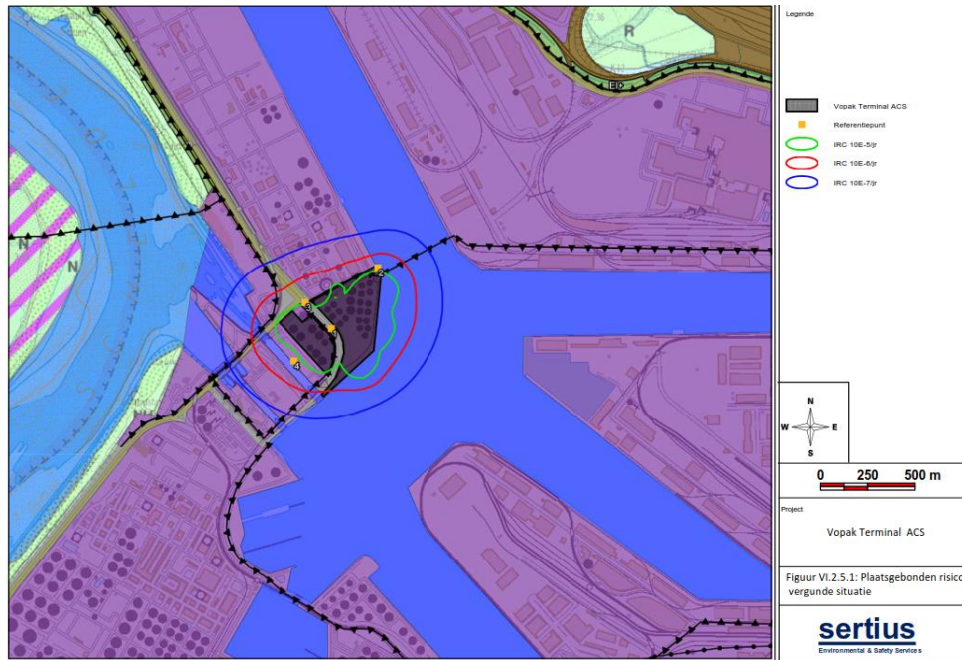 Legende
Vopak Terminal ACS
Referentiepunt
IRC 10E-5/jr
IRC 10E-6/jr
IRC 10E-7/jr
R
N
N
2
3
4
N
W E
S
0 250 500 m
Project
Vopak Terminal ACS
Figuur VI.2.5.1: Plaatsgebonden risico
vergunde situatie
sertius
Environmental & Safety Services